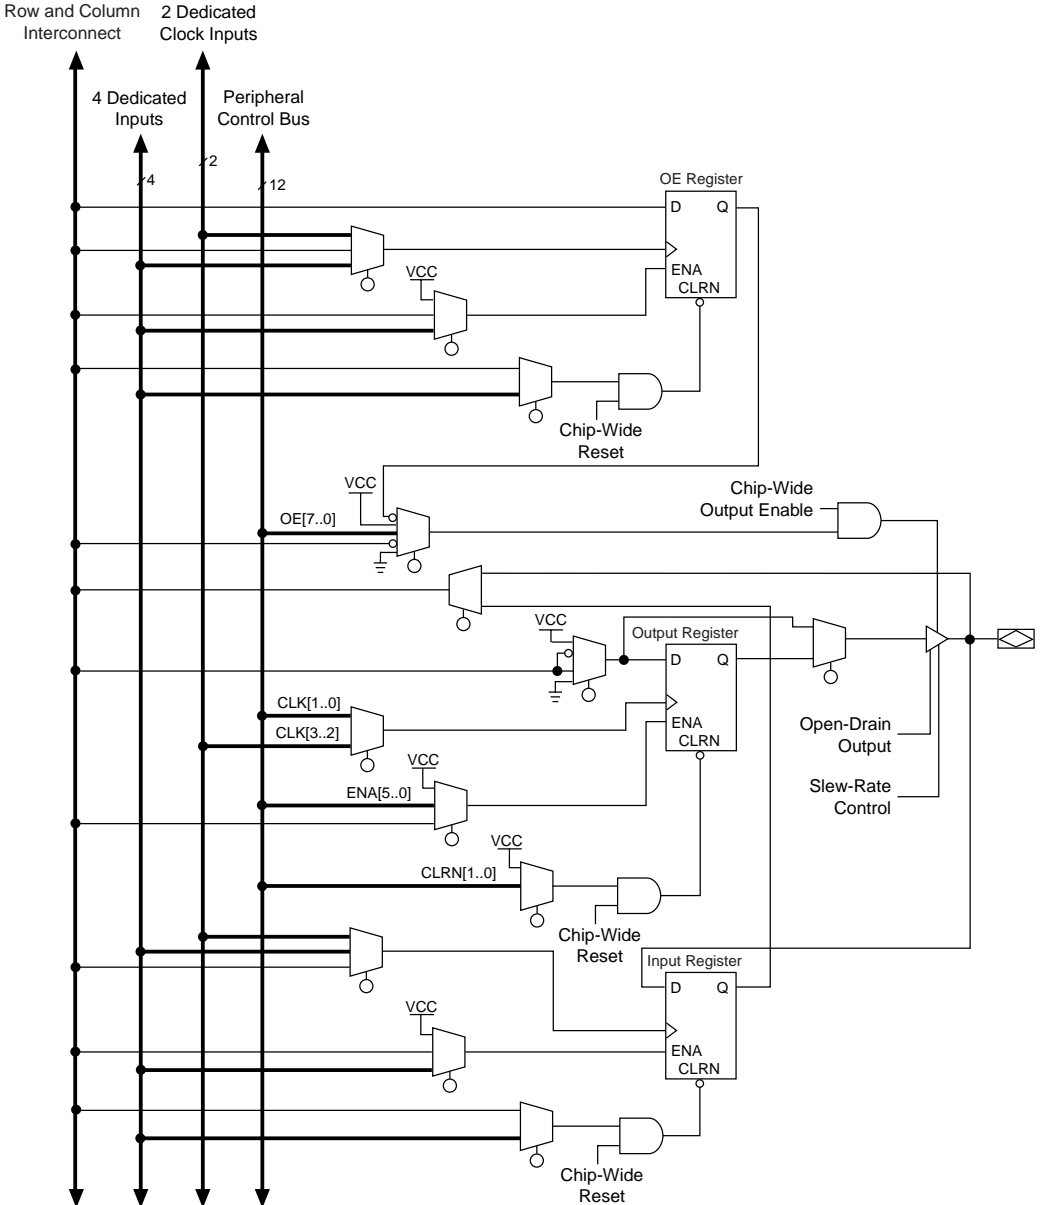 Row and Column
Interconnect
2 Dedicated
Clock Inputs
4 Dedicated
Inputs
Peripheral
Control Bus
2
4
12
OE Register
D Q
ENA
CLRN
VCC
Chip-Wide
Reset
VCC
OE[7..0]
Chip-Wide
Output Enable
VCC
Output Register
D Q
ENA
CLRN
CLK[1..0]
CLK[3..2]
Open-Drain
Output
VCC
ENA[5..0]
Slew-Rate
Control
VCC
CLRN[1..0]
Chip-Wide
Reset
Input Register
D Q
ENA
CLRN
VCC
Chip-Wide
Reset